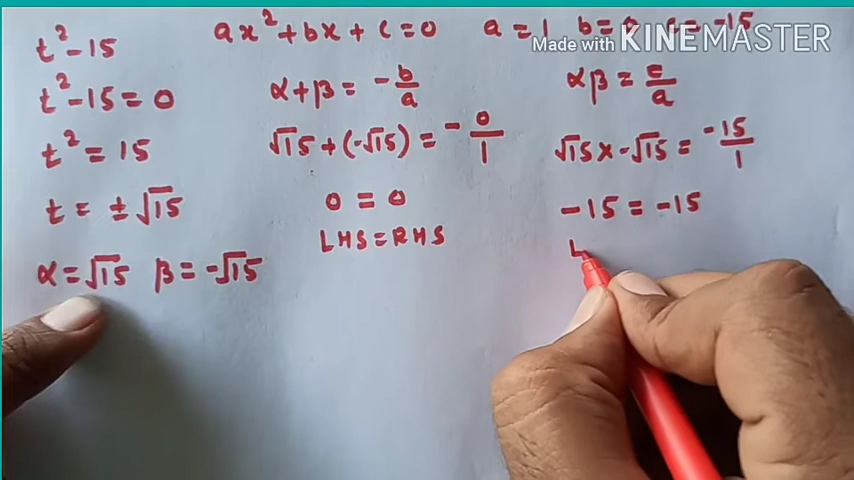 t² - 15
ax² + bx + c = 0
a = 1 b = 0 c = -15
Made with KINEMASTER
t² - 15 = 0
α + β = - b/a
αβ = c/a
t² = 15
√15 + (-√15) = - 0/1
√15 x - √15 = -15/1
t = ± √15
0 = 0
-15 = -15
LHS = RHS
L
α = √15 β = -√15